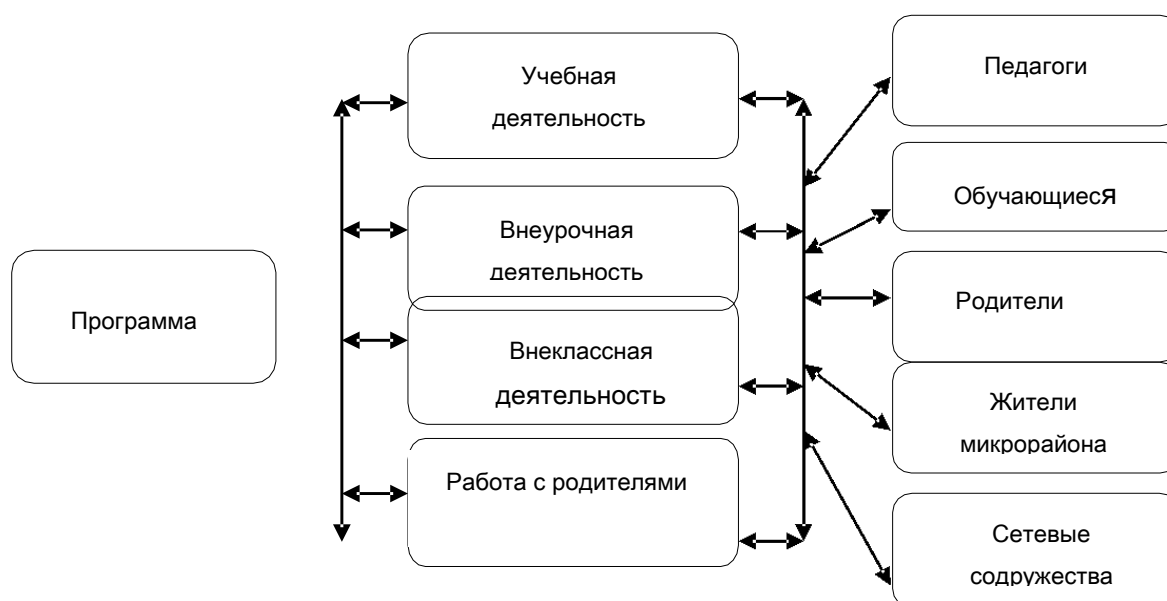 Программа
Учебная
деятельность
Внеурочная
деятельность
Внеклассная
деятельность
Работа с родителями
Педагоги
Обучающиеся
Родители
Жители
микрорайона
Сетевые
содружества